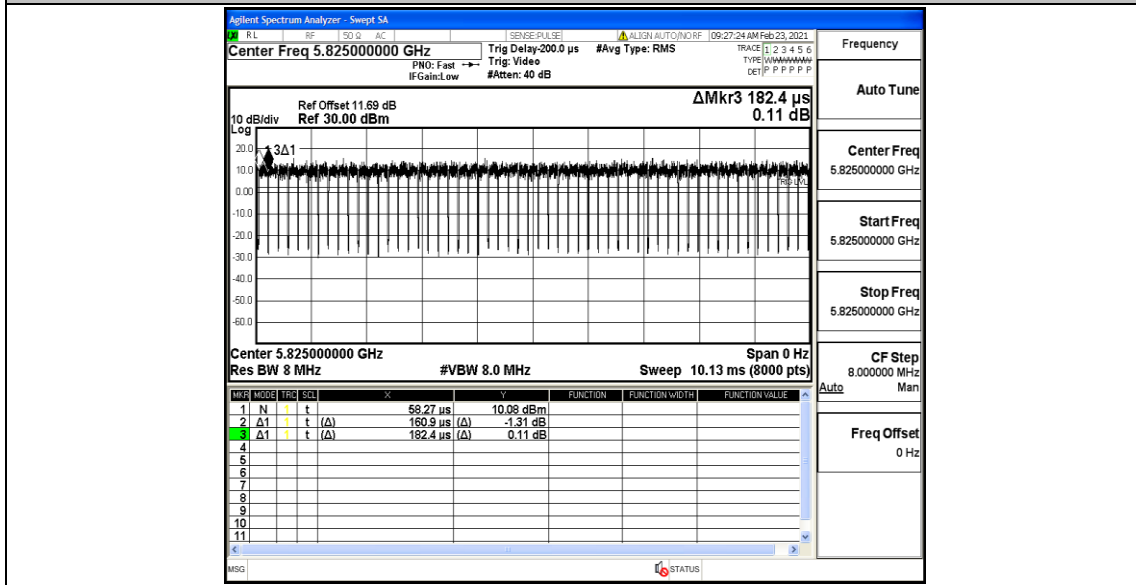 Agilent Spectrum Analyzer - Swept SA
RL RF 50 Ω AC SENSE:PULSE ALIGN AUTO/NO RF 09:27:24 AM Feb 23, 2021
Center Freq 5.825000000 GHz
PNO: Fast
IFGain:Low
Trig Delay-200.0 µs
Trig: Video
#Atten: 40 dB
#Avg Type: RMS
TRACE 1 2 3 4 5 6
TYPE
DET P P P P P P
Ref Offset 11.69 dB
Ref 30.00 dBm
10 dB/div
Log
ΔMkr3 182.4 µs
0.11 dB
3Δ1
TRIG LVL
20.0
10.0
0.00
-10.0
-20.0
-30.0
-40.0
-50.0
-60.0
Center 5.825000000 GHz Span 0 Hz
Res BW 8 MHz #VBW 8.0 MHz Sweep 10.13 ms (8000 pts)
MKR MODE TRC SCL X Y FUNCTION FUNCTION WIDTH FUNCTION VALUE
1 N 1 t 58.27 µs 10.08 dBm
2 Δ1 1 t (Δ) 160.9 µs (Δ) -1.31 dB
3 Δ1 1 t (Δ) 182.4 µs (Δ) 0.11 dB
4
5
6
7
8
9
10
11
MSG STATUS
Frequency
Auto Tune
Center Freq
5.825000000 GHz
Start Freq
5.825000000 GHz
Stop Freq
5.825000000 GHz
CF Step
8.000000 MHz
Auto Man
Freq Offset
0 Hz